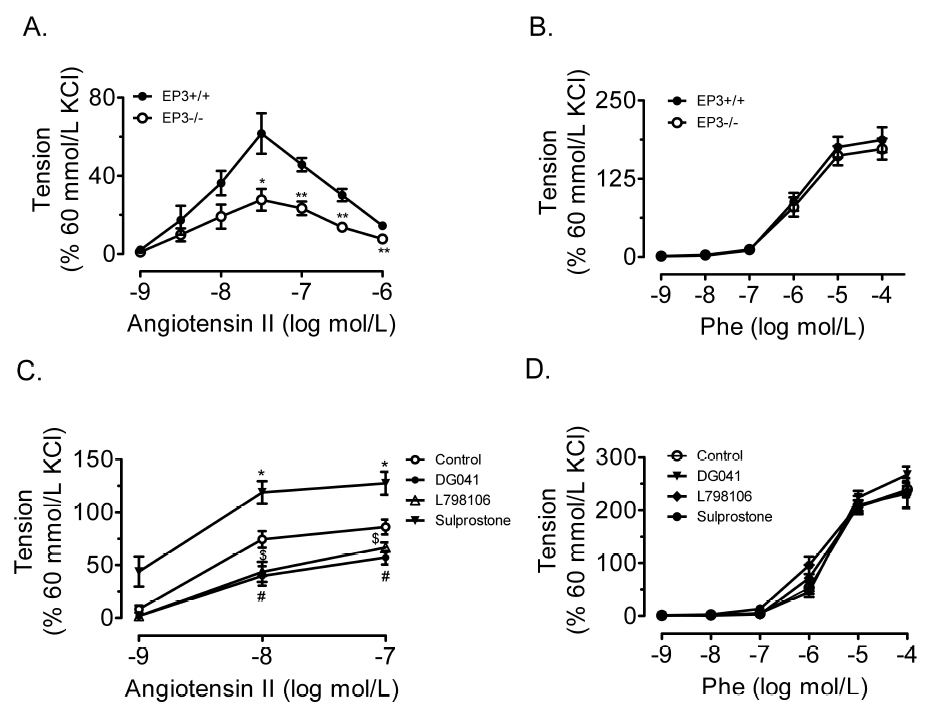 A.
Tension
(% 60 mmol/L KCl)
80
40
0
EP3+/+
EP3-/-
*
**
**
**
-9 -8 -7 -6
Angiotensin II (log mol/L)
B.
Tension
(% 60 mmol/L KCl)
250
125
0
EP3+/+
EP3-/-
-9 -8 -7 -6 -5 -4
Phe (log mol/L)
C.
Tension
(% 60 mmol/L KCl)
150
100
50
0
*
*
$
$
#
#
Control
DG041
L798106
Sulprostone
-9 -8 -7
Angiotensin II (log mol/L)
D.
Tension
(% 60 mmol/L KCl)
300
200
100
0
Control
DG041
L798106
Sulprostone
-9 -8 -7 -6 -5 -4
Phe (log mol/L)